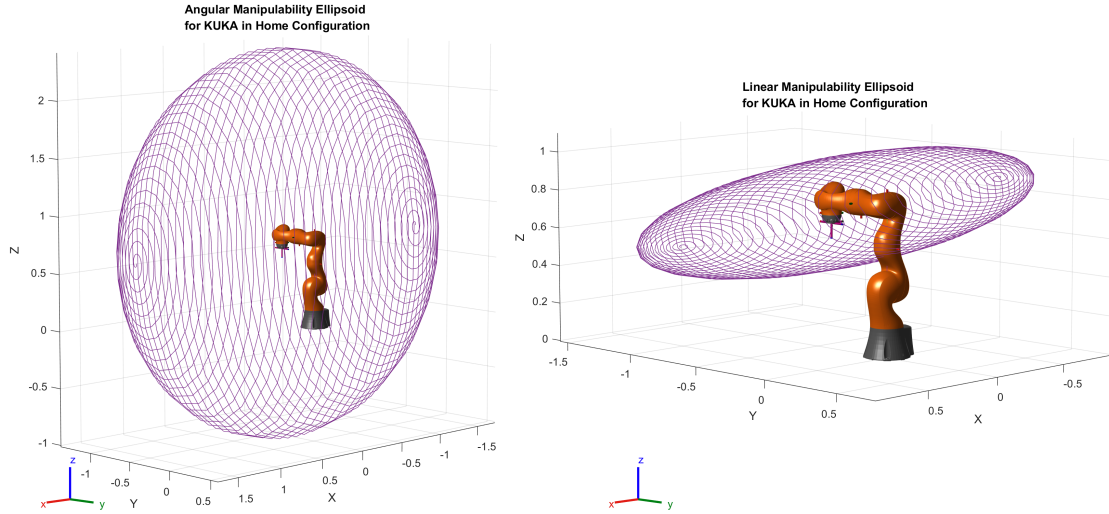 Angular Manipulability Ellipsoid
for KUKA in Home Configuration
2
1.5
1
0.5
0
-0.5
-1
Z
-1
-0.5
0
0.5
Y
1.5
1
0.5
0
-0.5
-1
-1.5
X
z
x
y
Linear Manipulability Ellipsoid
for KUKA in Home Configuration
1
0.8
0.6
0.4
0.2
0
Z
-1.5
-1
-0.5
0
0.5
Y
0.5
0
-0.5
X
z
x
y